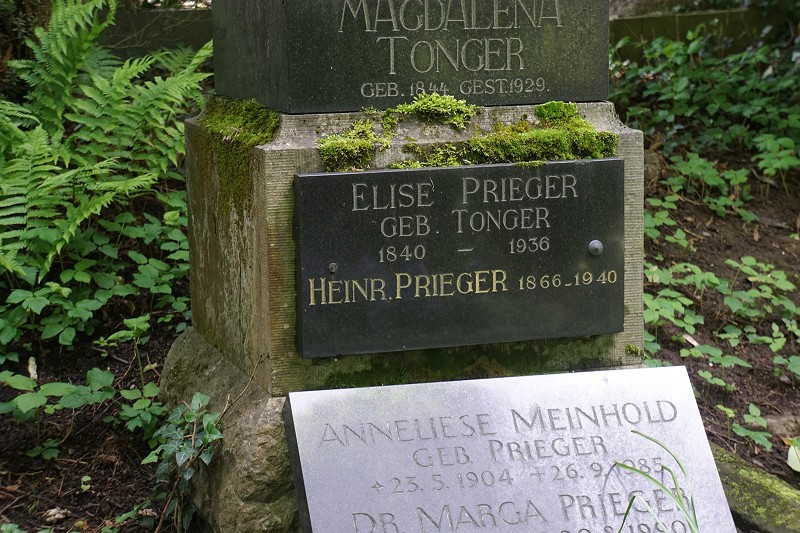 MAGDALENA
TONGER
GEB. 1844. GEST. 1929.
ELISE PRIEGER
GEB. TONGER
1840 – 1936
HEINR. PRIEGER 1866-1940
ANNELIESE MEINHOLD
GEB. PRIEGER
+23.5.1904 +26.9.1985
DR. MARGA PRIEGER